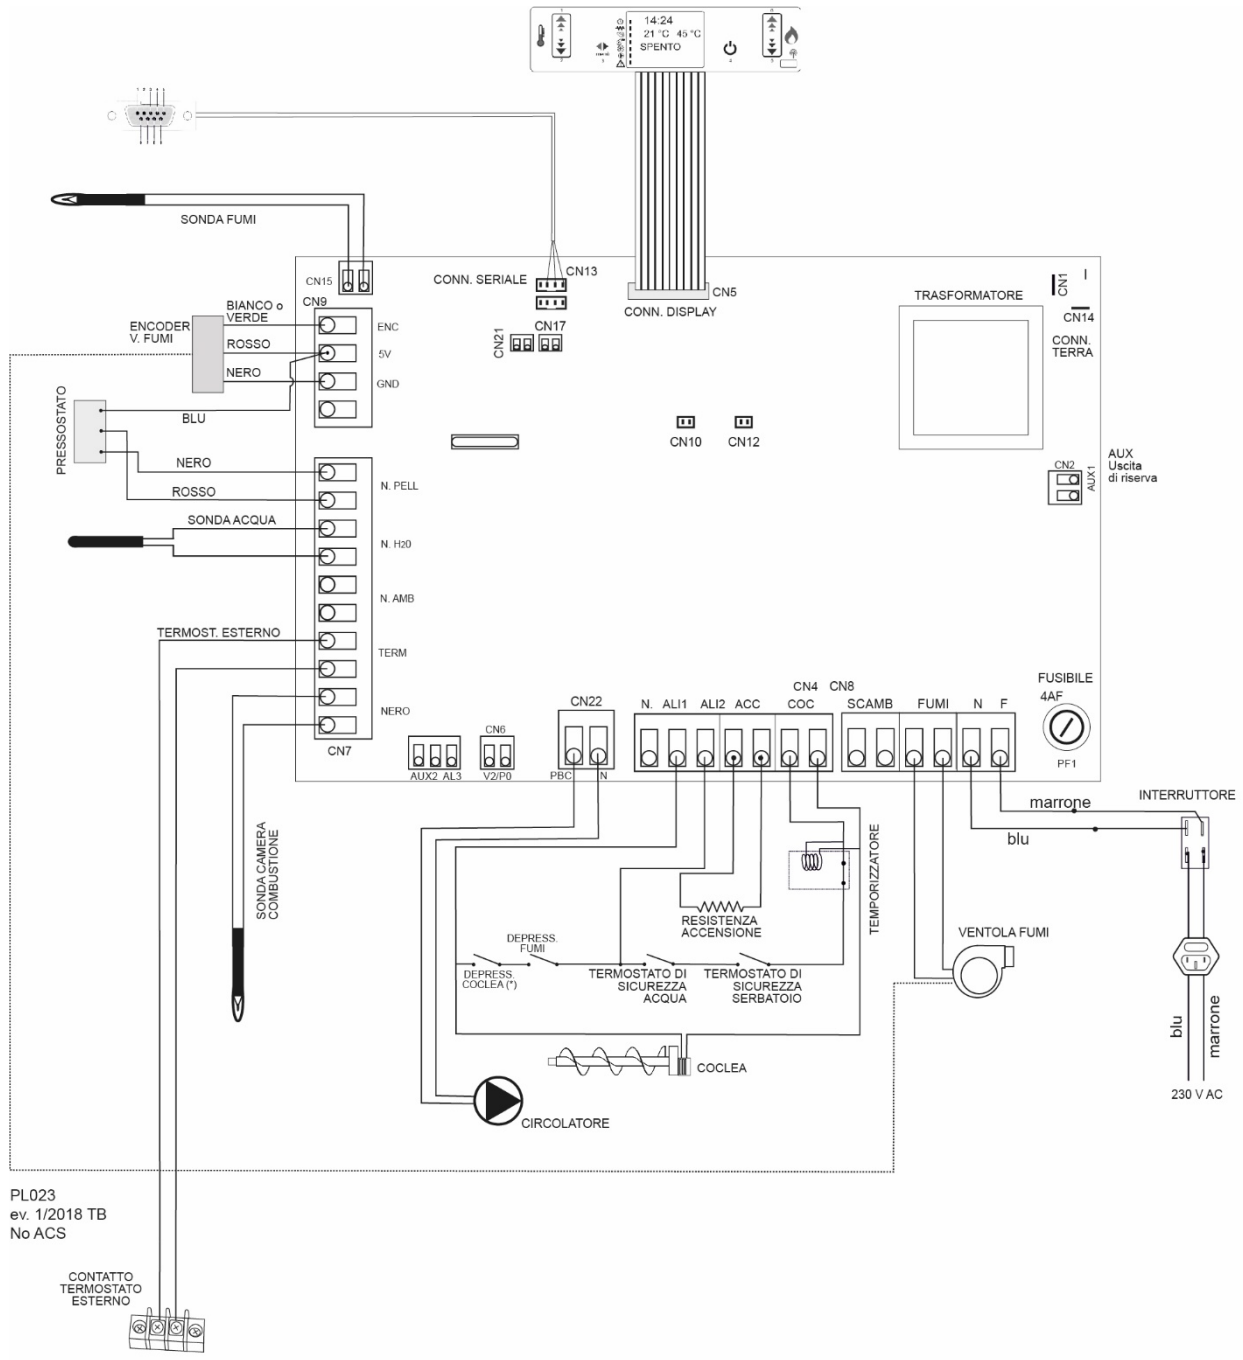 14:24
21 °C 45 °C
SPENTO
SONDA FUMI
CN15
CONN. SERIALE
CN13
CN5
CONN. DISPLAY
CN17
CN21
TRASFORMATORE
CN1
CN14
CONN.
TERRA
CN9
BIANCO o
VERDE
ENC
ENCODER
V. FUMI
ROSSO
5V
NERO
GND
BLU
PRESSOSTATO
CN10
CN12
NERO
N. PELL
ROSSO
SONDA ACQUA
N. H20
N. AMB
TERMOST. ESTERNO
TERM
NERO
CN7
CN2
AUX1
AUX
Uscita
di riserva
FUSIBILE
4AF
PF1
AUX2 AL3
CN6
V2/P0
CN22
PBC
N
CN4 CN8
N. ALI1 ALI2 ACC COC SCAMB FUMI N F
marrone
blu
INTERRUTTORE
SONDA CAMERA
COMBUSTIONE
TEMPORIZZATORE
RESISTENZA
ACCENSIONE
DEPRESS.
FUMI
DEPRESS.
COCLEA (*)
TERMOSTATO DI
SICUREZZA
ACQUA
TERMOSTATO DI
SICUREZZA
SERBATOIO
VENTOLA FUMI
COCLEA
CIRCOLATORE
blu
marrone
230 V AC
PL023
ev. 1/2018 TB
No ACS
CONTATTO
TERMOSTATO
ESTERNO